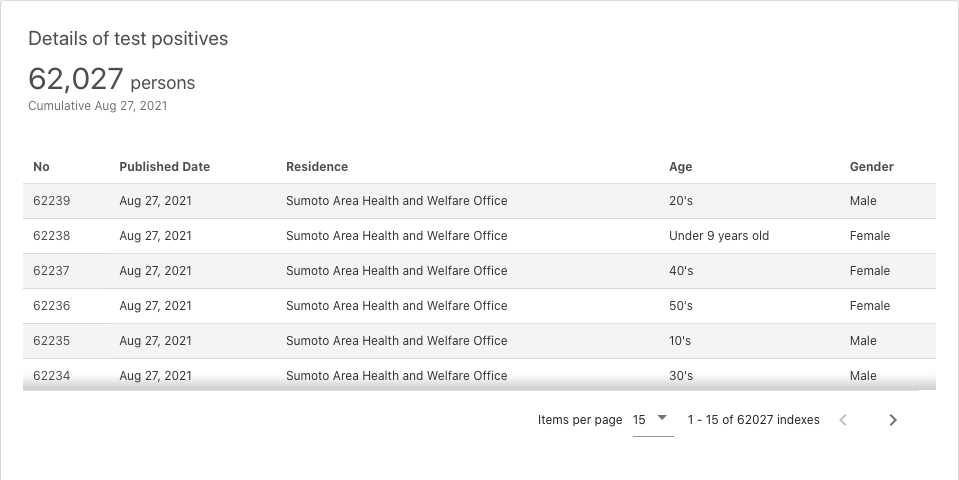 Details of test positives
62,027 persons
Cumulative Aug 27, 2021
No Published Date Residence Age Gender
62239 Aug 27, 2021 Sumoto Area Health and Welfare Office 20's Male
62238 Aug 27, 2021 Sumoto Area Health and Welfare Office Under 9 years old Female
62237 Aug 27, 2021 Sumoto Area Health and Welfare Office 40's Female
62236 Aug 27, 2021 Sumoto Area Health and Welfare Office 50's Female
62235 Aug 27, 2021 Sumoto Area Health and Welfare Office 10's Male
62234 Aug 27, 2021 Sumoto Area Health and Welfare Office 30's Male
Items per page 15 1 - 15 of 62027 indexes